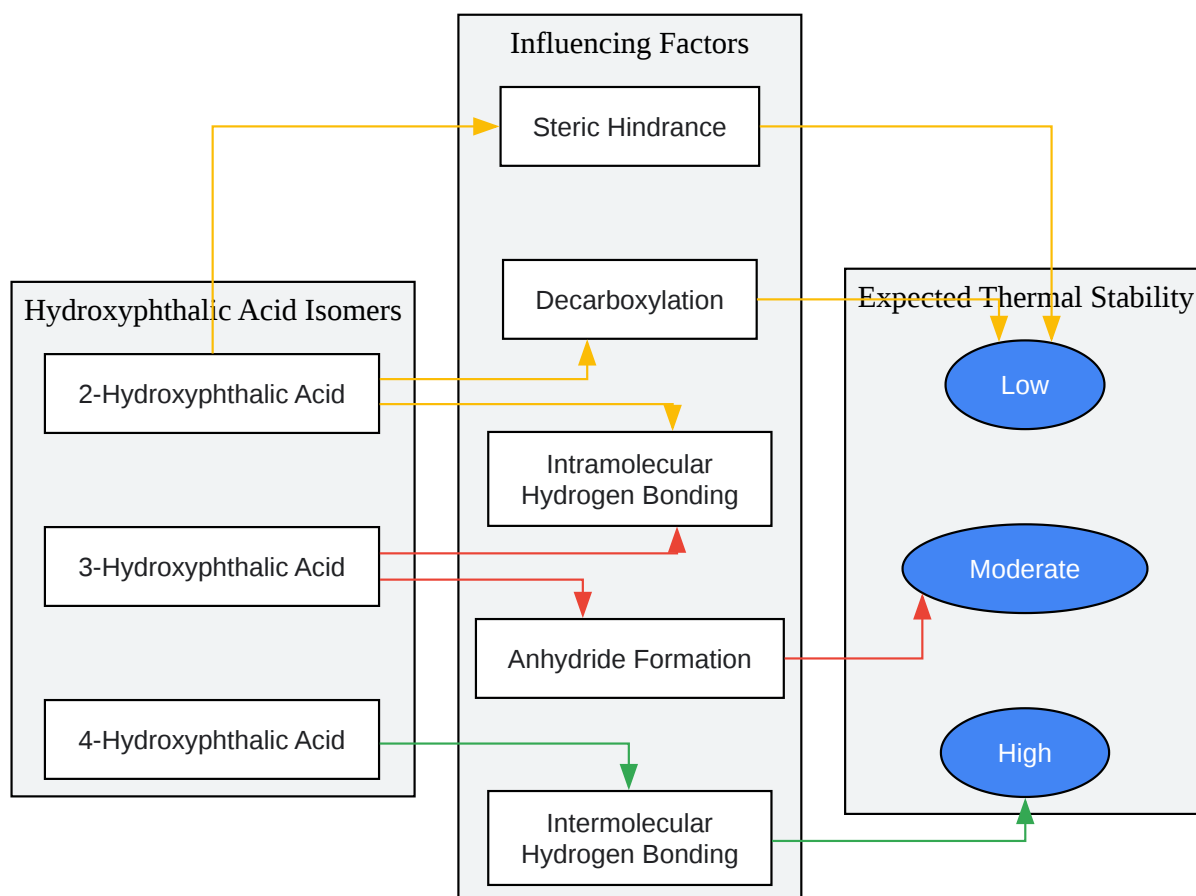 Influencing Factors
Steric Hindrance
Decarboxylation
Intramolecular
Hydrogen Bonding
Anhydride Formation
Intermolecular
Hydrogen Bonding
Hydroxyphthalic Acid Isomers
2-Hydroxyphthalic Acid
3-Hydroxyphthalic Acid
4-Hydroxyphthalic Acid
Expected Thermal Stability
Low
Moderate
High